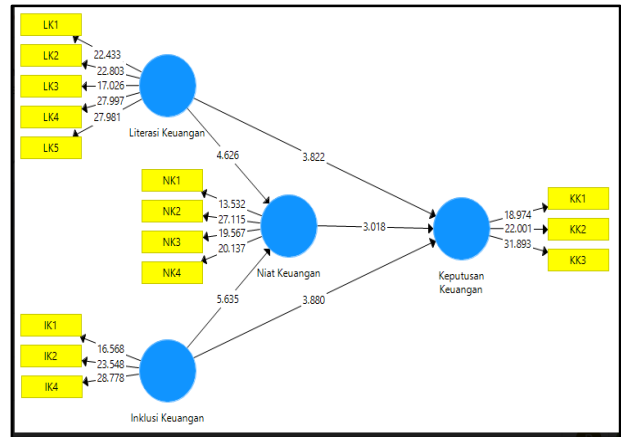 LK1
LK2
LK3
LK4
LK5
22.433
22.803
17.026
27.997
27.981
Literasi Keuangan
4.626
3.822
NK1
NK2
NK3
NK4
13.532
27.115
19.567
20.137
Niat Keuangan
3.018
KK1
KK2
KK3
18.974
22.001
31.893
Keputusan
Keuangan
5.635
3.880
IK1
IK2
IK4
16.568
23.548
28.778
Inklusi Keuangan